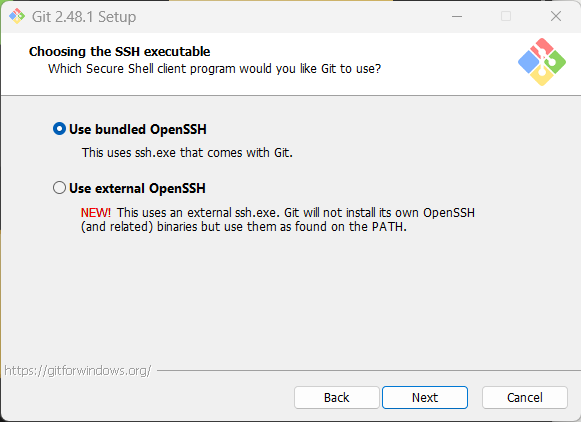 Git 2.48.1 Setup
Choosing the SSH executable
Which Secure Shell client program would you like Git to use?
Use bundled OpenSSH
This uses ssh.exe that comes with Git.
Use external OpenSSH
NEW! This uses an external ssh.exe. Git will not install its own OpenSSH
(and related) binaries but use them as found on the PATH.
https://gitforwindows.org/
Back
Next
Cancel